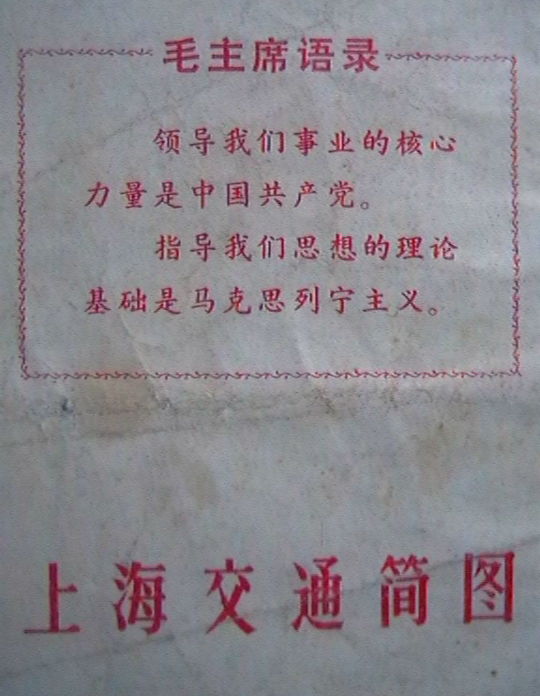 毛主席语录
领导我们事业的核心
力量是中国共产党。
指导我们思想的理论
基础是马克思列宁主义。
上海交通简图